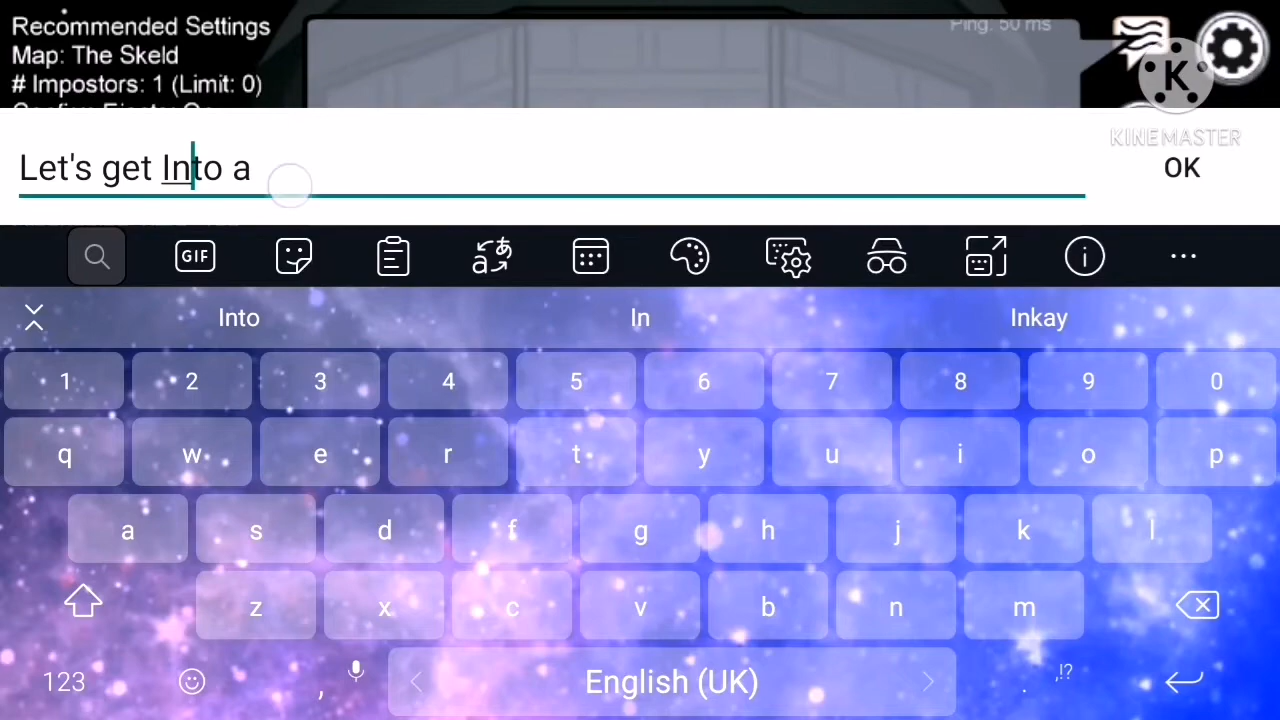 Recommended Settings
Ping: 50 ms
Map: The Skeld
# Impostors: 1 (Limit: 0)
K
KINEMASTER
Let's get Into a
OK
GIF
Into In Inkay
1 2 3 4 5 6 7 8 9 0
q w e r t y u i o p
a s d f g h j k l
z x c v b n m
123 , English (UK) . ,!?